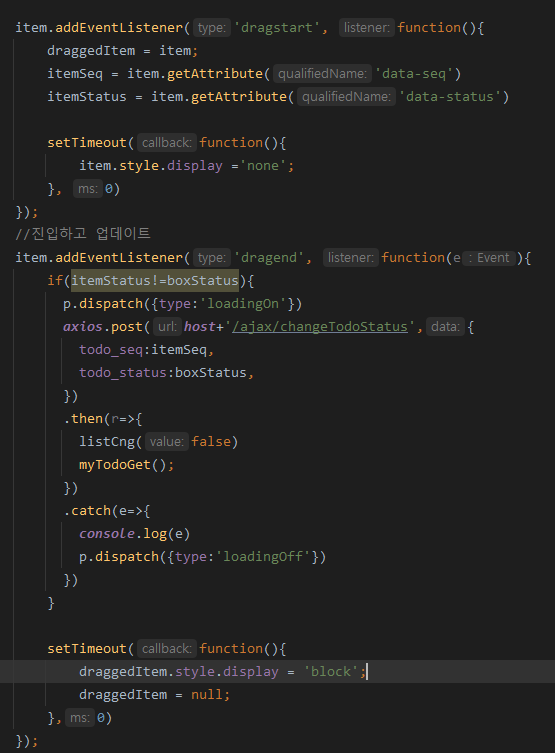 item.addEventListener( type: 'dragstart', listener: function(){
draggedItem = item;
itemSeq = item.getAttribute( qualifiedName: 'data-seq')
itemStatus = item.getAttribute( qualifiedName: 'data-status')
setTimeout( callback: function(){
item.style.display ='none';
}, ms: 0)
});
//진입하고 업데이트
item.addEventListener( type: 'dragend', listener: function(e : Event ){
if(itemStatus!=boxStatus){
p.dispatch({type:'loadingOn'})
axios.post( url: host+'/ajax/changeTodoStatus', data: {
todo_seq:itemSeq,
todo_status:boxStatus,
})
.then(r=>{
listCng( value: false)
myTodoGet();
})
.catch(e=>{
console.log(e)
p.dispatch({type:'loadingOff'})
})
}
setTimeout( callback: function(){
draggedItem.style.display = 'block';
draggedItem = null;
}, ms: 0)
});